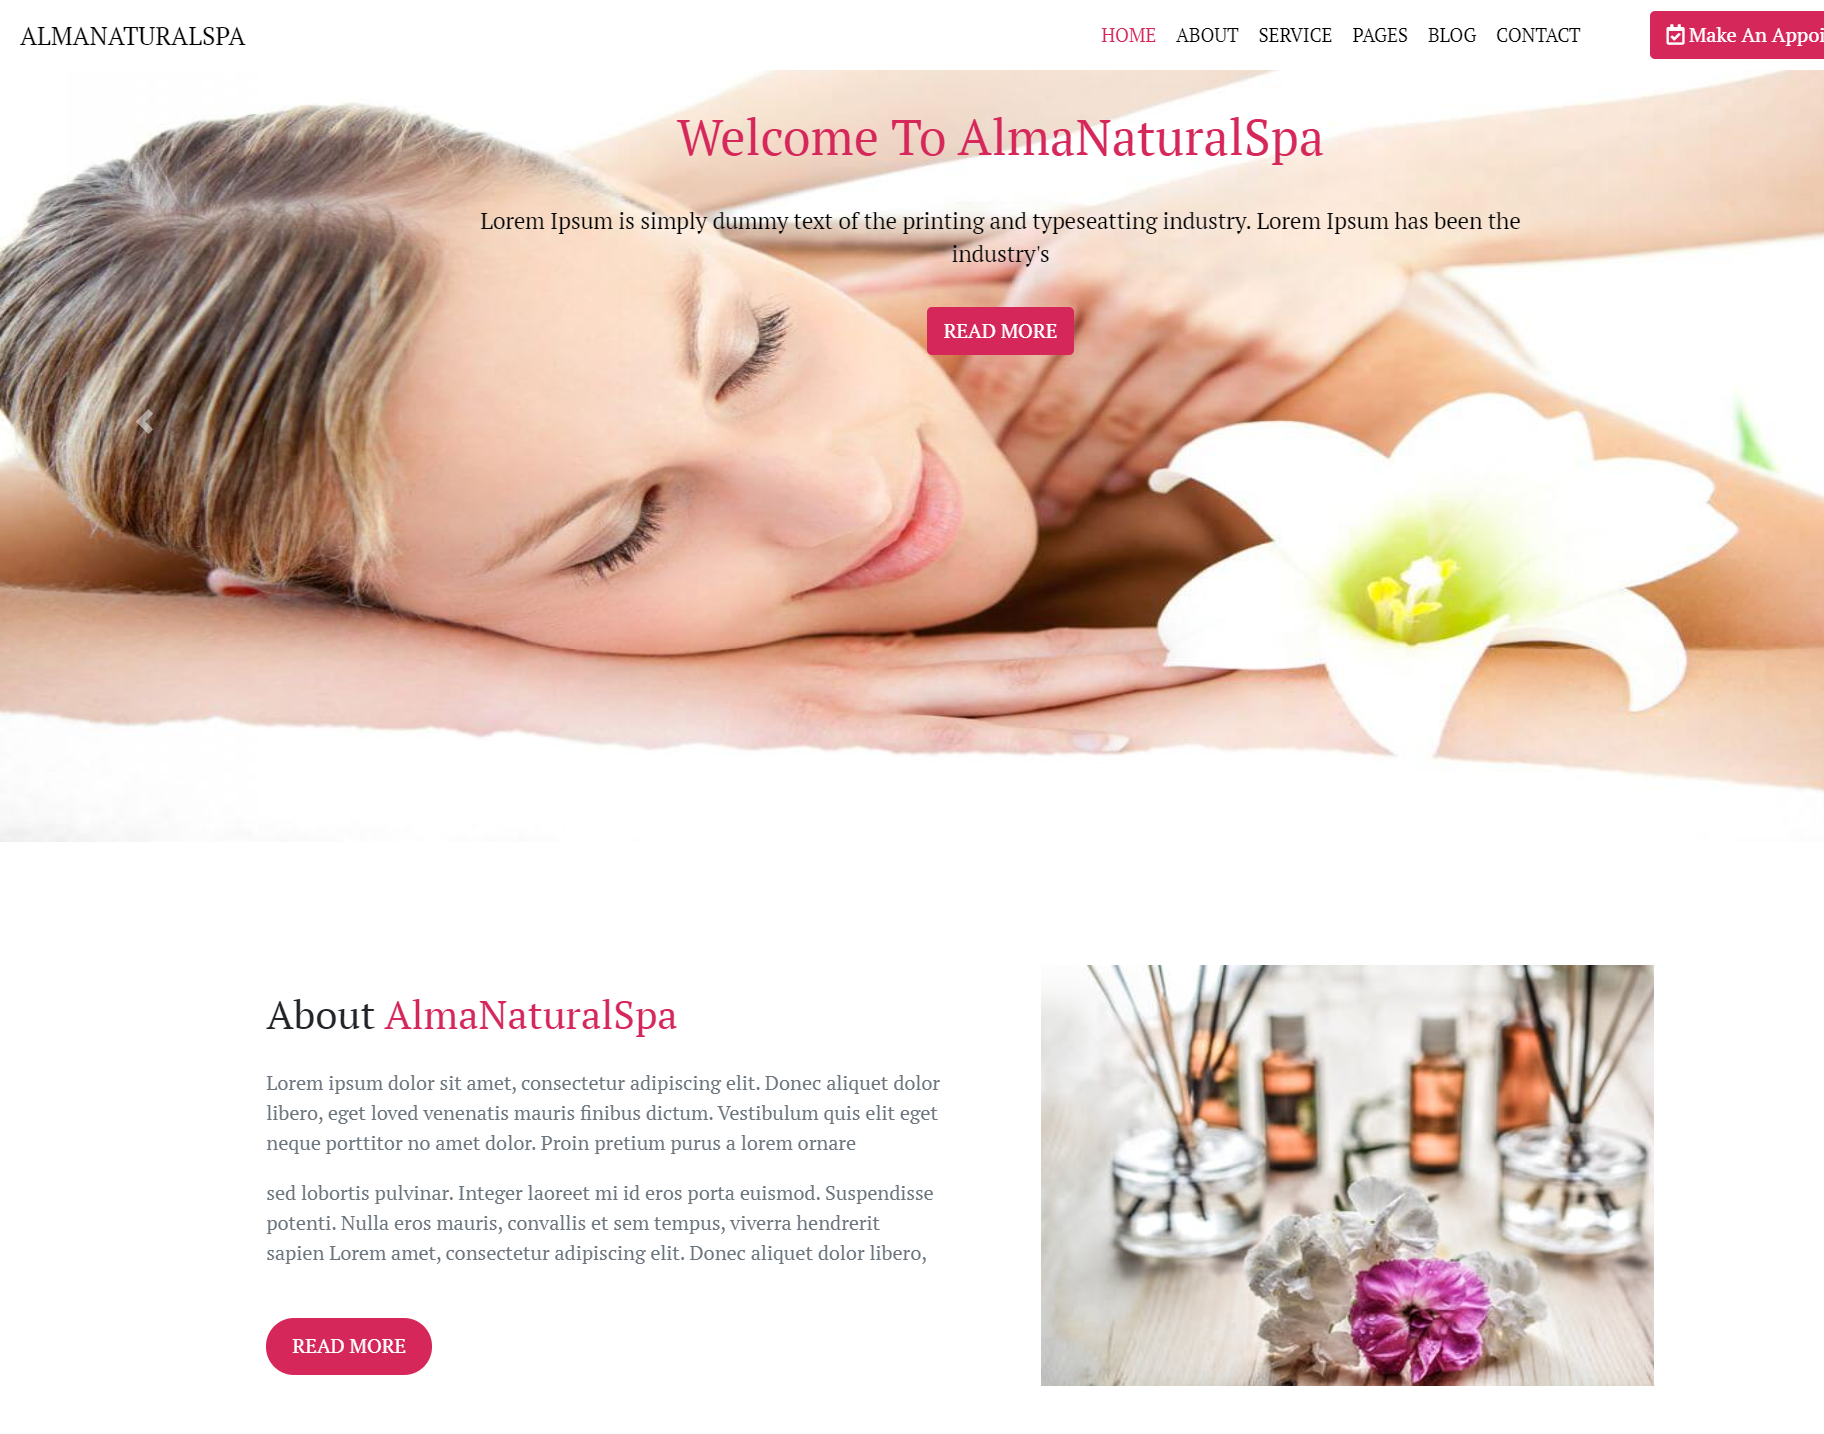 ALMANATURALSPA
HOME ABOUT SERVICE PAGES BLOG CONTACT
Make An Appoi
Welcome To AlmaNaturalSpa
Lorem Ipsum is simply dummy text of the printing and typeseatting industry. Lorem Ipsum has been the
industry's
READ MORE
About AlmaNaturalSpa
Lorem ipsum dolor sit amet, consectetur adipiscing elit. Donec aliquet dolor
libero, eget loved venenatis mauris finibus dictum. Vestibulum quis elit eget
neque porttitor no amet dolor. Proin pretium purus a lorem ornare
sed lobortis pulvinar. Integer laoreet mi id eros porta euismod. Suspendisse
potenti. Nulla eros mauris, convallis et sem tempus, viverra hendrerit
sapien Lorem amet, consectetur adipiscing elit. Donec aliquet dolor libero,
READ MORE